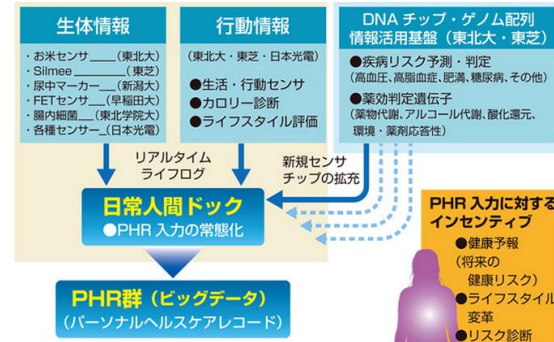 生体情報
・お米センサ____(東北大)
・Silmee________(東芝)
・尿中マーカー__(新潟大)
・FETセンサ__(早稲田大)
・腸内細菌__(東北学院大)
・各種センサー_(日本光電)
行動情報
(東北大・東芝・日本光電)
●生活・行動センサ
●カロリー診断
●ライフスタイル評価
DNA チップ・ゲノム配列
情報活用基盤(東北大・東芝)
●疾病リスク予測・判定
(高血圧、高脂血症、肥満、糖尿病、その他)
●薬効判定遺伝子
(薬物代謝、アルコール代謝、酸化還元、
環境・薬剤応答性)
リアルタイム
ライフログ
新規センサ
チップの拡充
日常人間ドック
●PHR 入力の常態化
PHR群(ビッグデータ)
(パーソナルヘルスケアレコード)
PHR 入力に対する
インセンティブ
●健康予報
(将来の
健康リスク)
●ライフスタイル
変革
●リスク診断